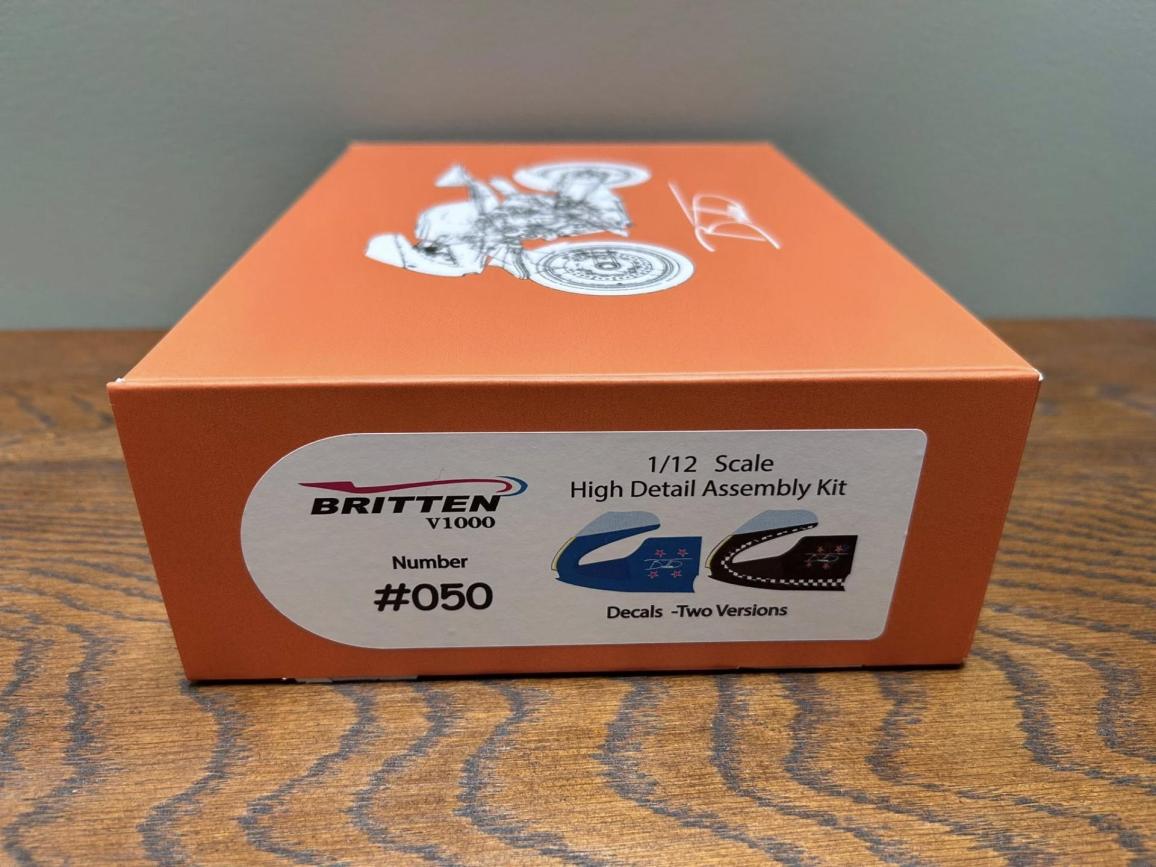 BRITTEN
V1000
Number
#050
1/12 Scale
High Detail Assembly Kit
Decals -Two Versions